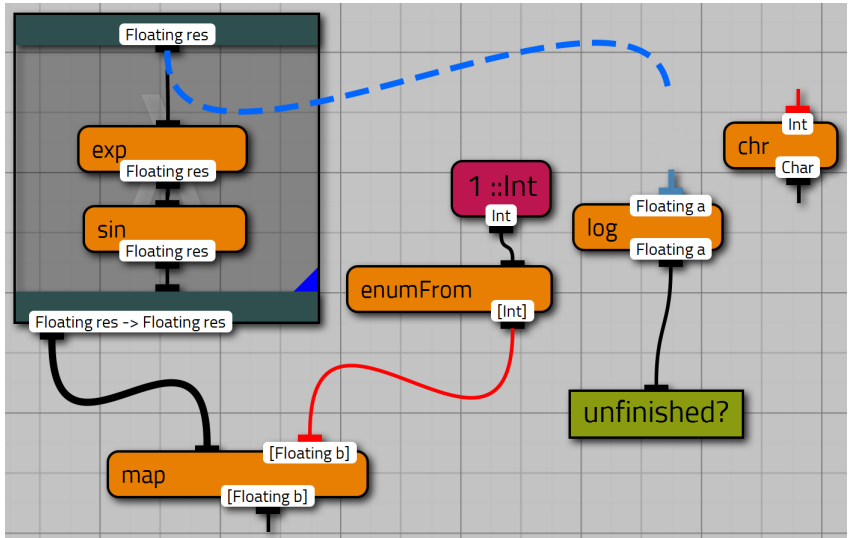 Floating res
exp
Floating res
sin
Floating res
Floating res -> Floating res
1 ::Int
Int
enumFrom
[Int]
Int
chr
Char
Floating a
log
Floating a
unfinished?
[Floating b]
map
[Floating b]